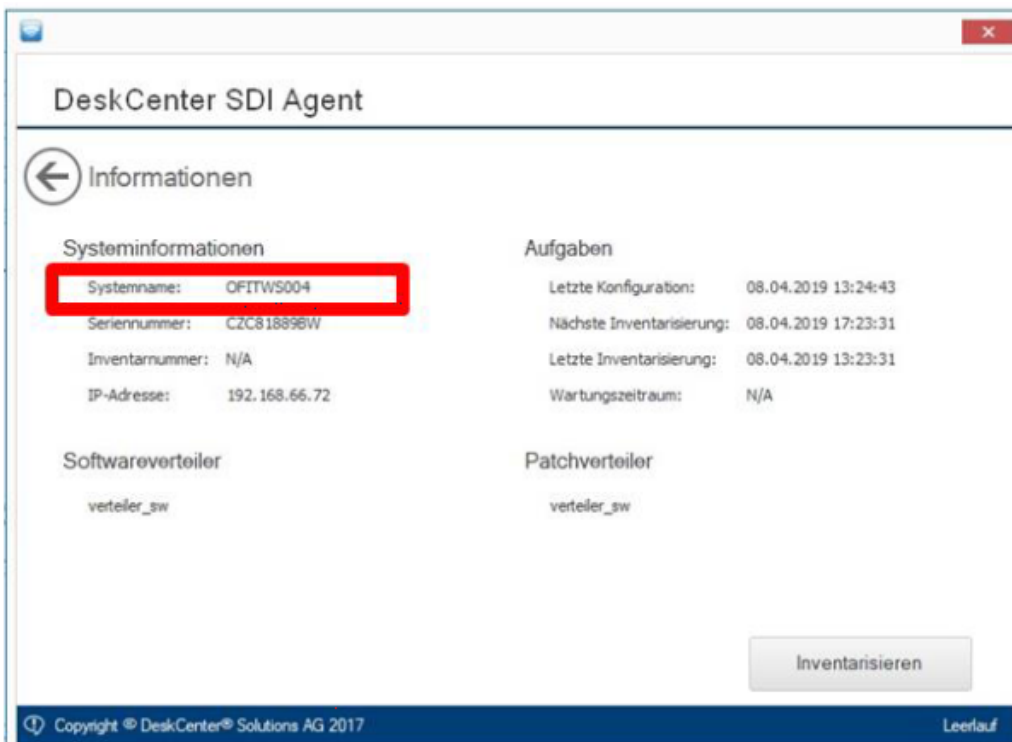 DeskCenter SDI Agent
Informationen
Systeminformationen
Systemname: OFITWS004
Seriennummer: CZC81889BW
Inventarnummer: N/A
IP-Adresse: 192.168.66.72
Aufgaben
Letzte Konfiguration: 08.04.2019 13:24:43
Nächste Inventarisierung: 08.04.2019 17:23:31
Letzte Inventarisierung: 08.04.2019 13:23:31
Wartungszeitraum: N/A
Softwareverteiler
verteiler_sw
Patchverteiler
verteiler_sw
Inventarisieren
Copyright © DeskCenter® Solutions AG 2017
Leerlauf